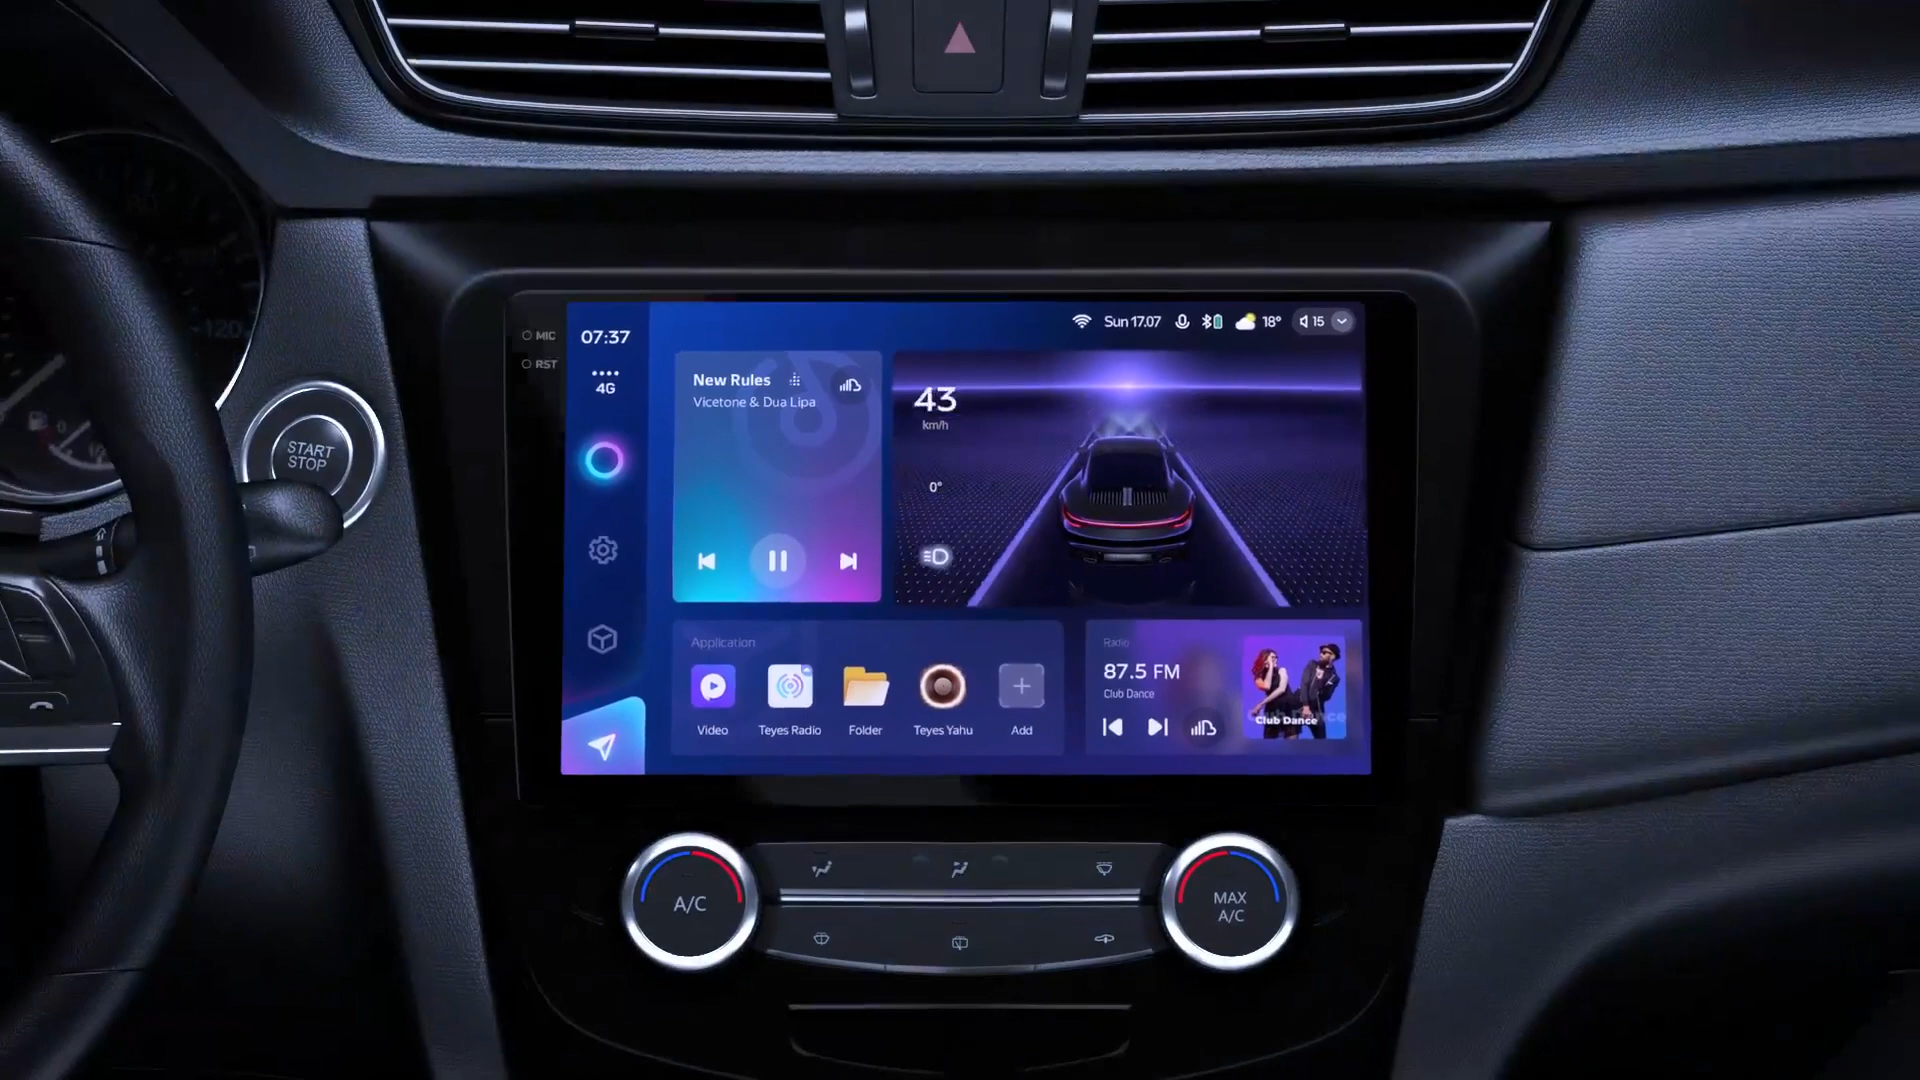 120
START
STOP
MIC
RST
07:37
4G
Sun 17.07
18°
15
New Rules
Vicetone & Dua Lipa
43
km/h
0°
Application
Video
Teyes Radio
Folder
Teyes Yahu
Add
Radio
87.5 FM
Club Dance
Club Dance
A/C
MAX
A/C